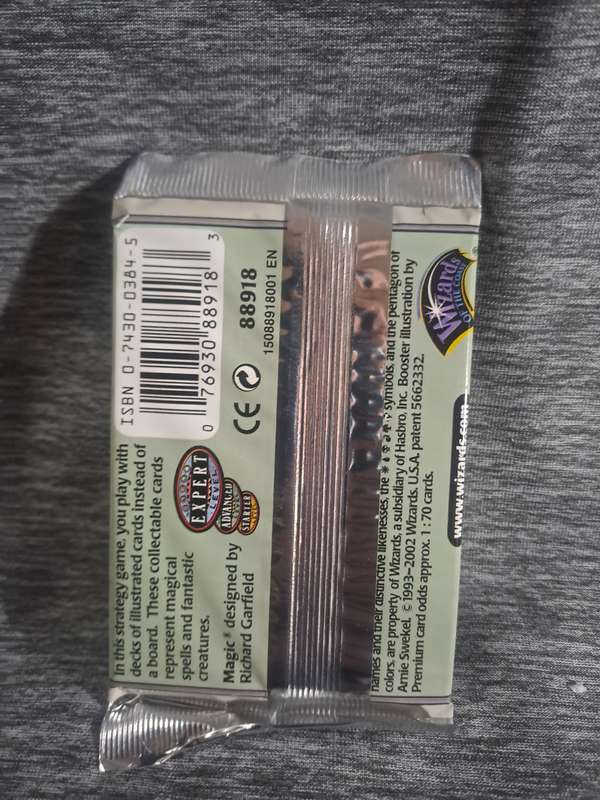 In this strategy game, you play with
decks of illustrated cards instead of
a board. These collectable cards
represent magical
spells and fantastic
creatures.
Magic® designed by
Richard Garfield
EXPERT
LEVEL
ADVANCED
STARTER
ISBN 0-7430-0384-5
0 76930 88918 3
CE
88918
15088918001 EN
names and their distinctive likenesses, the symbols, and the pentagon of
colors, are property of Wizards, a subsidiary of Hasbro, Inc. Booster illustration by
Arnie Swekel. ©1993–2002 Wizards. U.S.A. patent 5662332.
Premium card odds approx. 1 : 70 cards.
www.wizards.com
Wizards
OF THE COAST